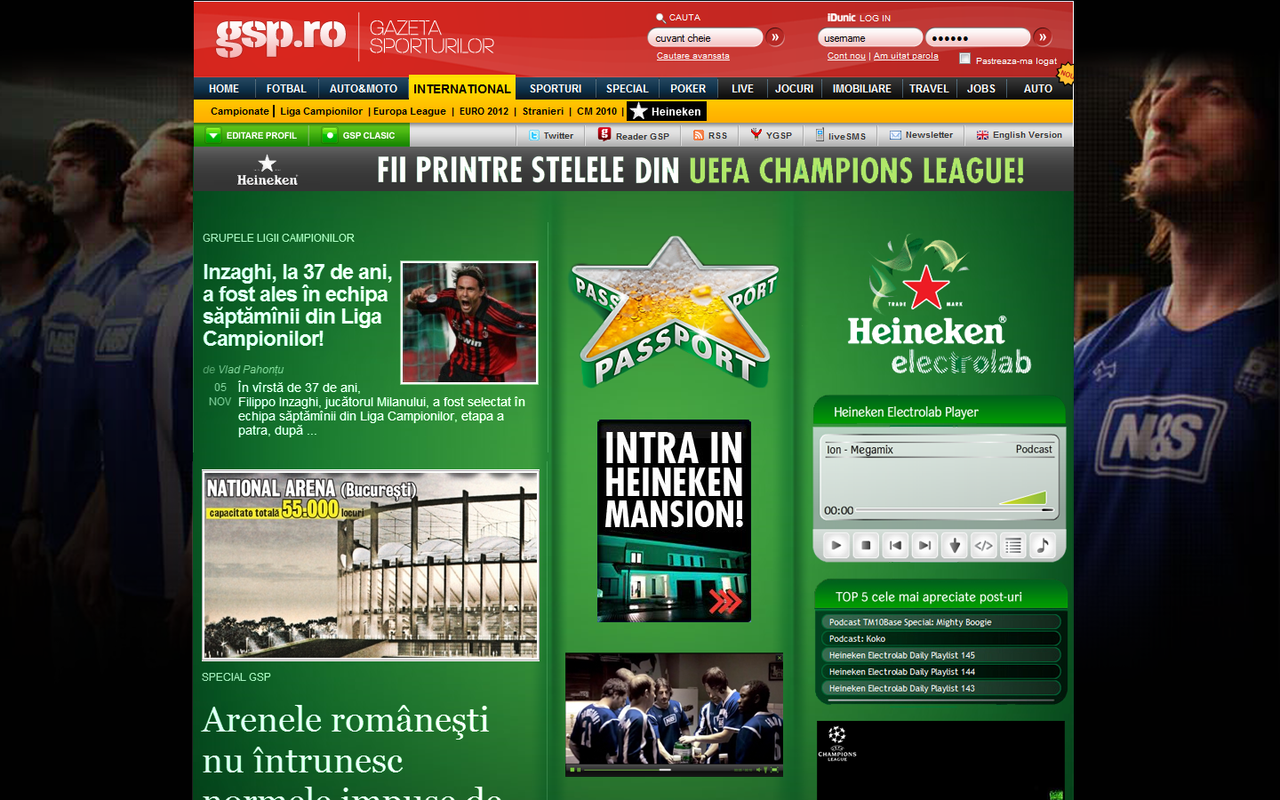 gsp.ro
GAZETA
SPORTURILOR
CAUTA
cuvant cheie
Cautare avansata
iDunic LOG IN
username
Cont nou | Am uitat parola
Pastreaza-ma logat
NOU
HOME FOTBAL AUTO&MOTO INTERNATIONAL SPORTURI SPECIAL POKER LIVE JOCURI IMOBILIARE TRAVEL JOBS AUTO
Campionate | Liga Campionilor | Europa League | EURO 2012 | Stranieri | CM 2010 | Heineken
EDITARE PROFIL GSP CLASIC Twitter Reader GSP RSS YGSP liveSMS Newsletter English Version
Heineken FII PRINTRE STELELE DIN UEFA CHAMPIONS LEAGUE!
GRUPELE LIGII CAMPIONILOR
Inzaghi, la 37 de ani,
a fost ales în echipa
săptămînii din Liga
Campionilor!
bwin
de Vlad Pahonțu
05
NOV
În vîrstă de 37 de ani,
Filippo Inzaghi, jucătorul Milanului, a fost selectat în
echipa săptămînii din Liga Campionilor, etapa a
patra, după ...
NATIONAL ARENA (Bucureşti)
capacitate totală 55.000 locuri
SPECIAL GSP
Arenele româneşti
nu întrunesc
normele impuse de
PASSPORT
PASSPORT
INTRA IN
HEINEKEN
MANSION!
TRADE MARK
Heineken®
electrolab
Heineken Electrolab Player
Ion - Megamix Podcast
00:00
TOP 5 cele mai apreciate post-uri
Podcast TM10Base Special: Mighty Boogie
Podcast: Koko
Heineken Electrolab Daily Playlist 145
Heineken Electrolab Daily Playlist 144
Heineken Electrolab Daily Playlist 143
CHAMPIONS
LEAGUE
N&S